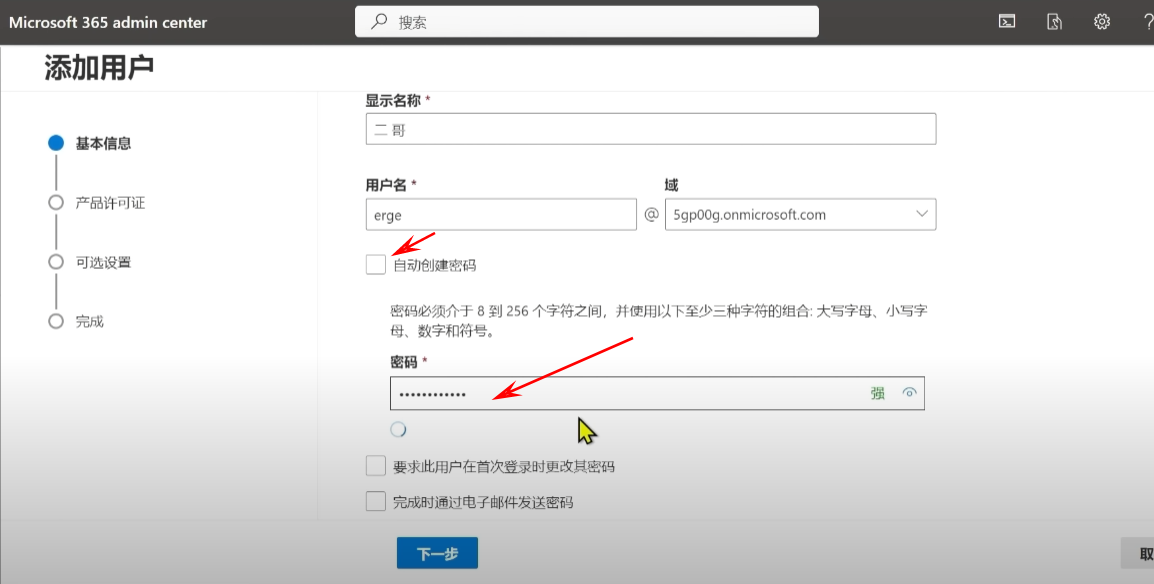 Microsoft 365 admin center
搜索
添加用户
基本信息
产品许可证
可选设置
完成
显示名称 *
二 哥
用户名 *
域
erge
@
5gp00g.onmicrosoft.com
自动创建密码
密码必须介于 8 到 256 个字符之间，并使用以下至少三种字符的组合: 大写字母、小写字
母、数字和符号。
密码 *
••••••••••••
强
要求此用户在首次登录时更改其密码
完成时通过电子邮件发送密码
下一步
取